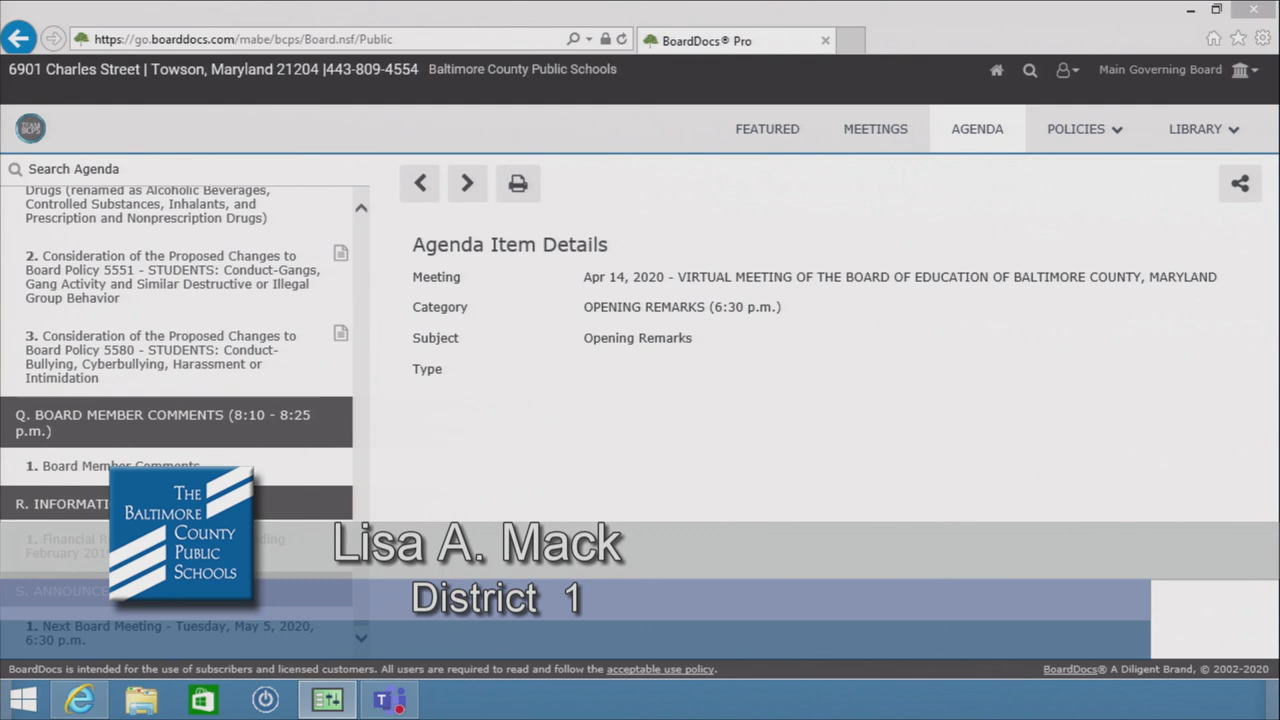 https://go.boarddocs.com/mabe/bcps/Board.nsf/Public
BoardDocs® Pro
6901 Charles Street | Towson, Maryland 21204 |443-809-4554 Baltimore County Public Schools
Main Governing Board
TEAM
BCPS
FEATURED MEETINGS AGENDA POLICIES LIBRARY
Search Agenda
Drugs (renamed as Alcoholic Beverages,
Controlled Substances, Inhalants, and
Prescription and Nonprescription Drugs)
2. Consideration of the Proposed Changes to
Board Policy 5551 - STUDENTS: Conduct-Gangs,
Gang Activity and Similar Destructive or Illegal
Group Behavior
3. Consideration of the Proposed Changes to
Board Policy 5580 - STUDENTS: Conduct-
Bullying, Cyberbullying, Harassment or
Intimidation
Q. BOARD MEMBER COMMENTS (8:10 - 8:25
p.m.)
1. Board Member Comments
R. INFORMATI
1. Financial R
February 201
S. ANNOUNCE
1. Next Board Meeting - Tuesday, May 5, 2020,
6:30 p.m.
Agenda Item Details
Meeting Apr 14, 2020 - VIRTUAL MEETING OF THE BOARD OF EDUCATION OF BALTIMORE COUNTY, MARYLAND
Category OPENING REMARKS (6:30 p.m.)
Subject Opening Remarks
Type
THE
BALTIMORE
COUNTY
PUBLIC
SCHOOLS
Lisa A. Mack
District 1
BoardDocs is intended for the use of subscribers and licensed customers. All users are required to read and follow the acceptable use policy.
BoardDocs® A Diligent Brand, © 2002-2020